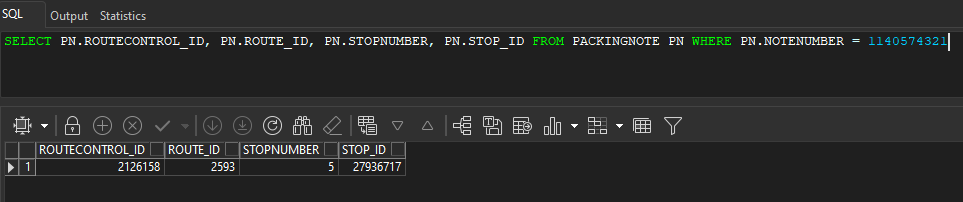 SQL Output Statistics
SELECT PN.ROUTECONTROL_ID, PN.ROUTE_ID, PN.STOPNUMBER, PN.STOP_ID FROM PACKINGNOTE PN WHERE PN.NOTENUMBER = 1140574321
ROUTECONTROL_ID ROUTE_ID STOPNUMBER STOP_ID
1 2126158 2593 5 27936717